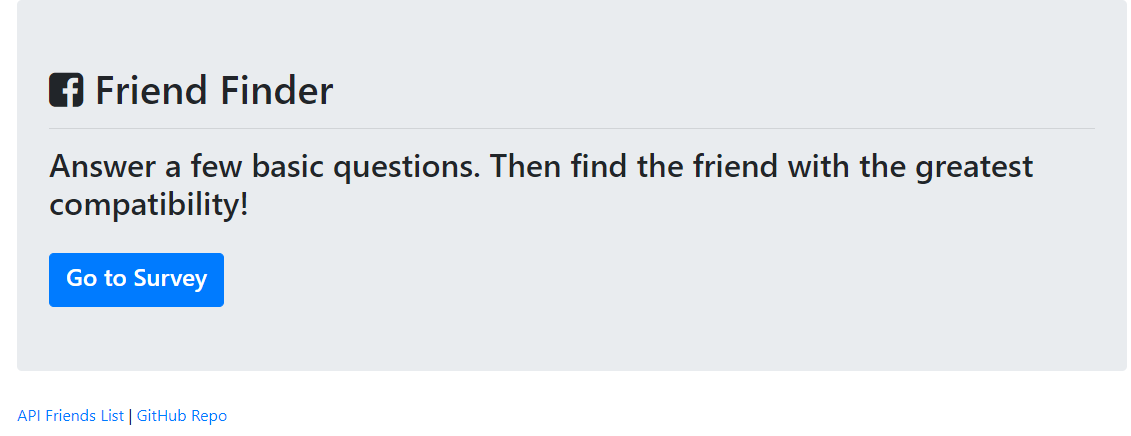 Friend Finder
Answer a few basic questions. Then find the friend with the greatest
compatibility!
Go to Survey
API Friends List | GitHub Repo